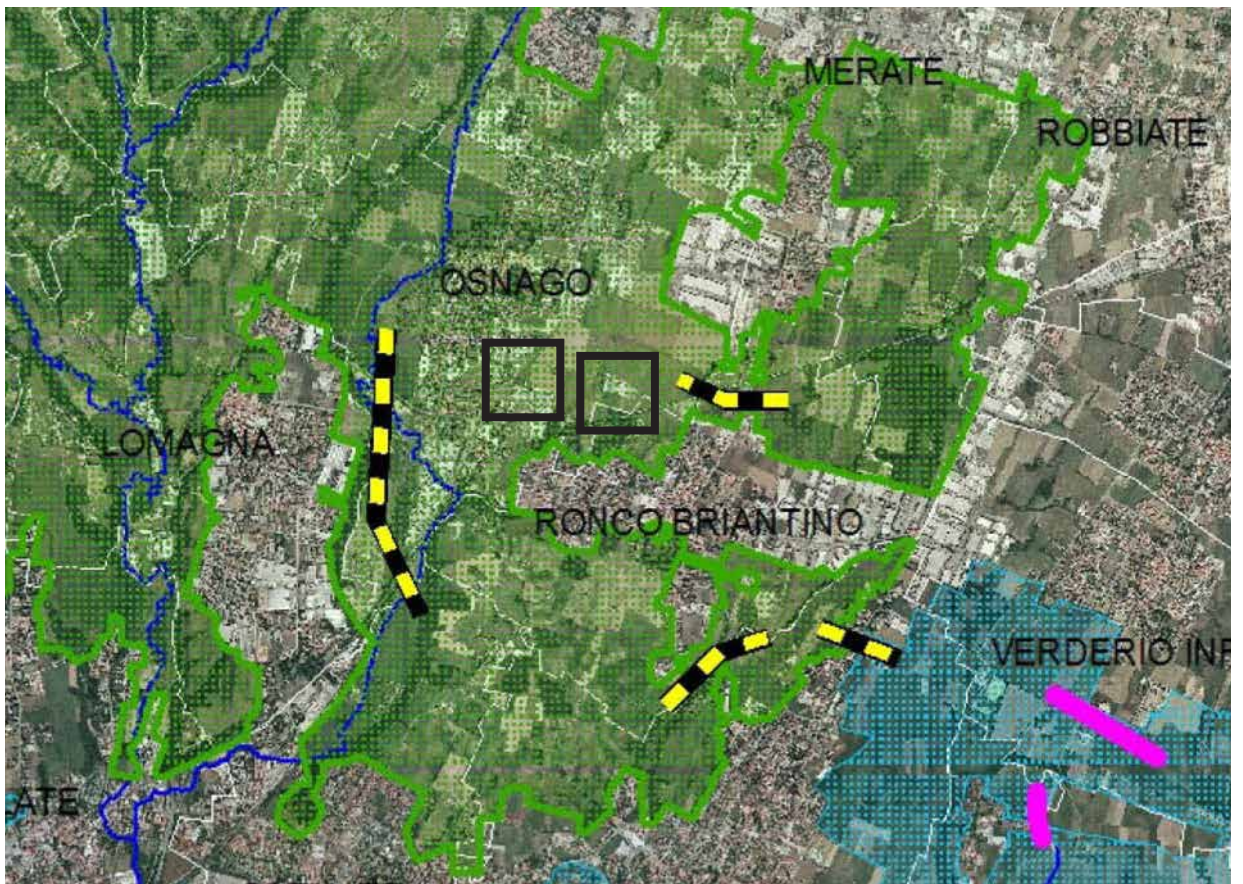 MERATE
ROBBIATE
OSNAGO
LOMAGNA
RONCO BRIANTINO
VERDERIO INF
ATE